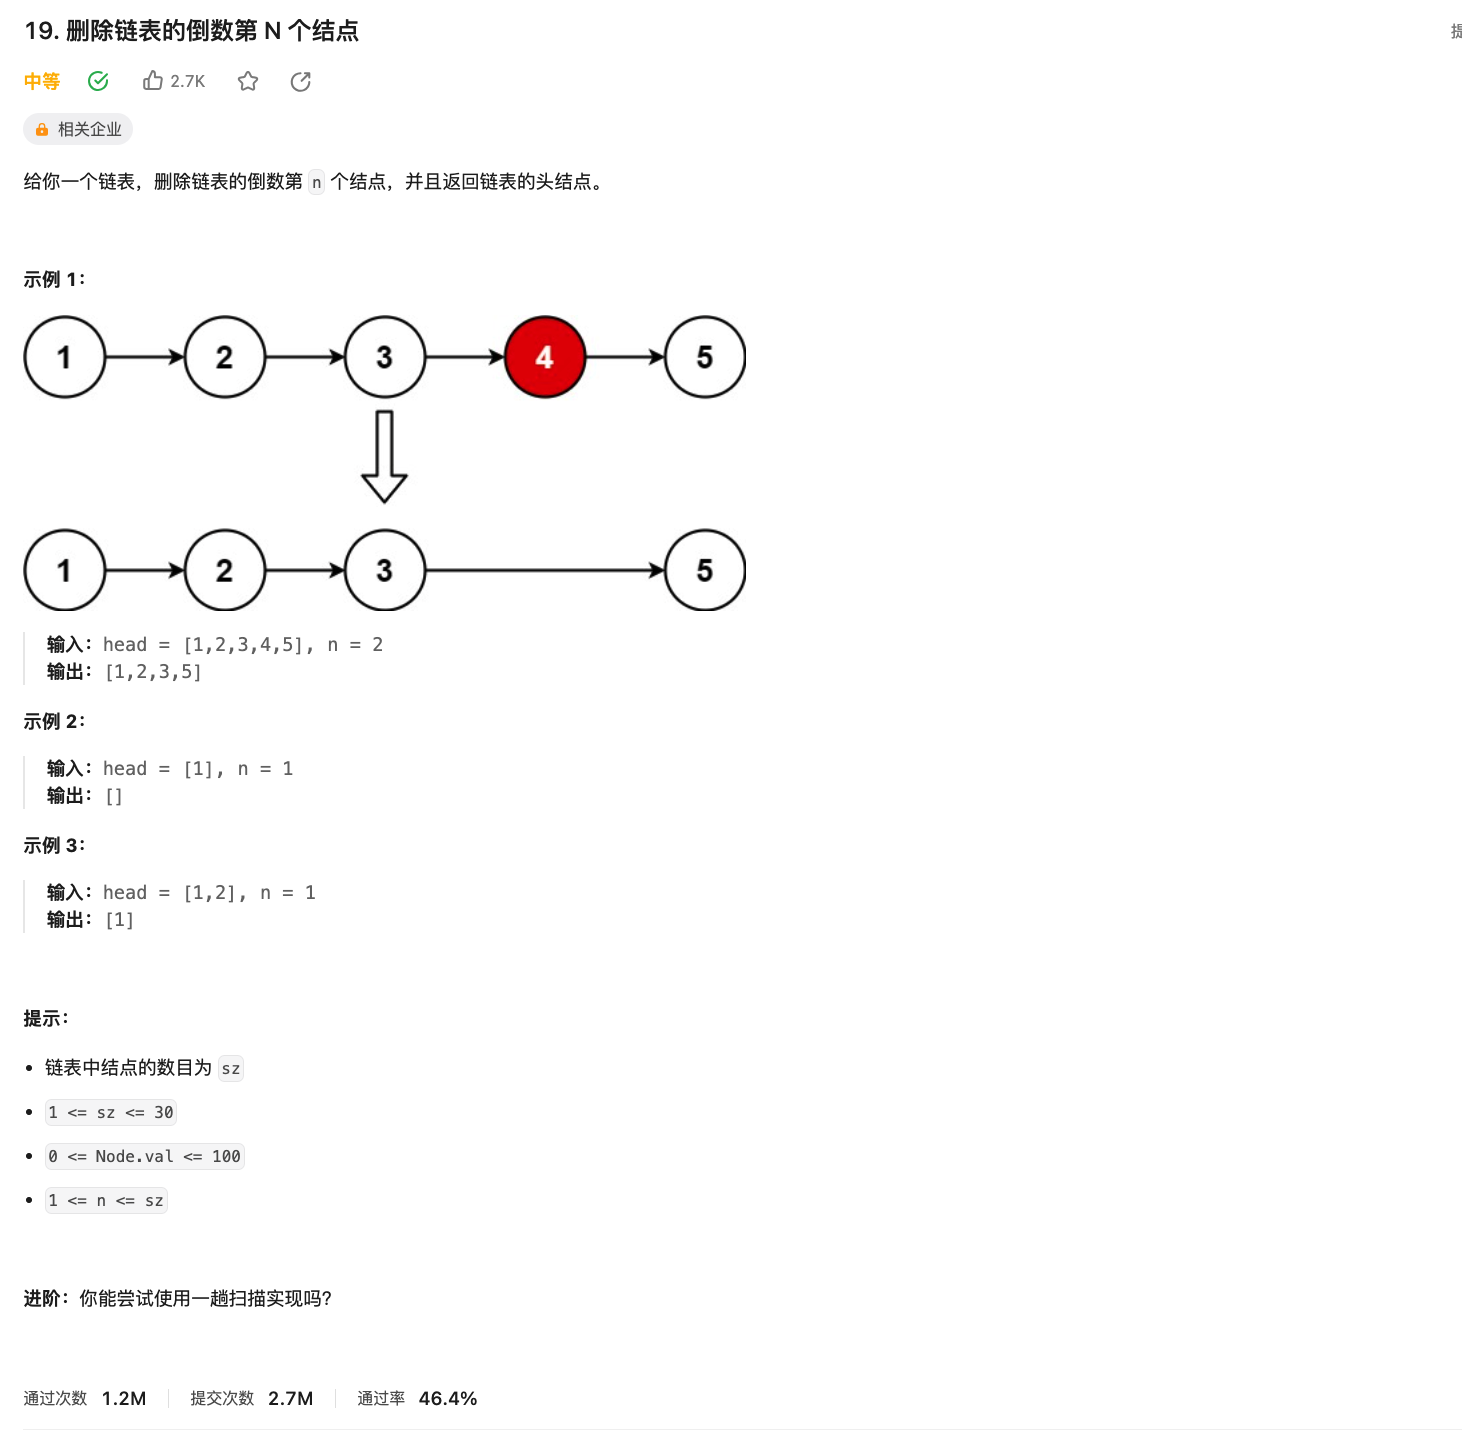 19. 删除链表的倒数第 N 个结点
提
中等 2.7K
相关企业
给你一个链表，删除链表的倒数第 n 个结点，并且返回链表的头结点。
示例 1：
1 2 3 4 5
1 2 3 5
输入：head = [1,2,3,4,5], n = 2
输出：[1,2,3,5]
示例 2：
输入：head = [1], n = 1
输出：[]
示例 3：
输入：head = [1,2], n = 1
输出：[1]
提示：
• 链表中结点的数目为 sz
• 1 <= sz <= 30
• 0 <= Node.val <= 100
• 1 <= n <= sz
进阶：你能尝试使用一趟扫描实现吗？
通过次数 1.2M 提交次数 2.7M 通过率 46.4%